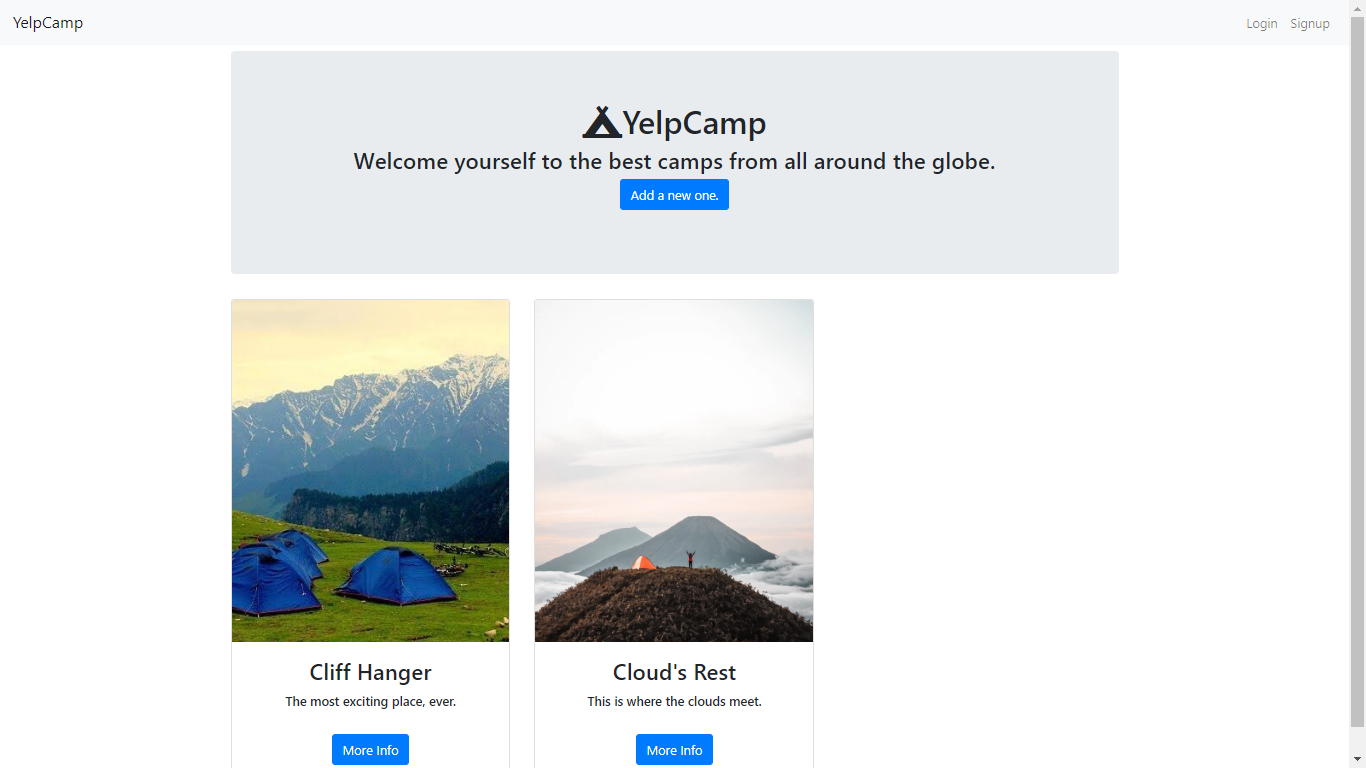 YelpCamp
Login Signup
YelpCamp
Welcome yourself to the best camps from all around the globe.
Add a new one.
Cliff Hanger
The most exciting place, ever.
More Info
Cloud's Rest
This is where the clouds meet.
More Info